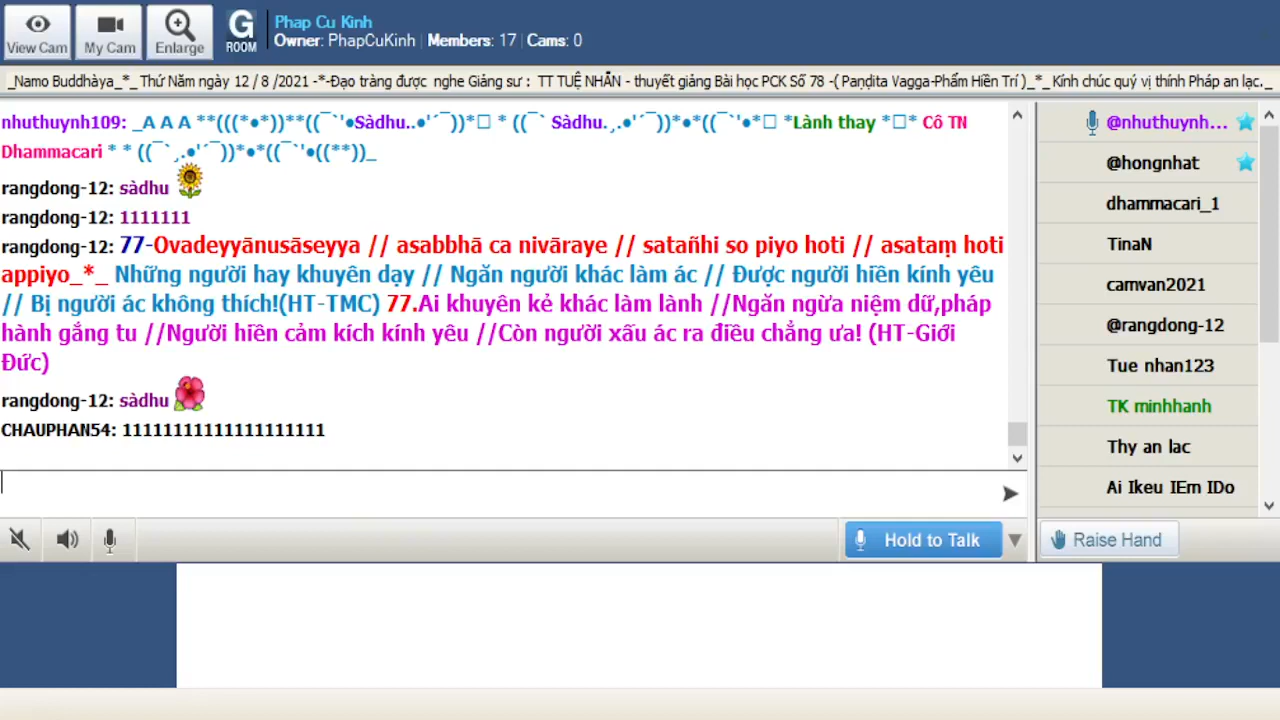 View Cam
My Cam
Enlarge
G
ROOM
Phap Cu Kinh
Owner: PhapCuKinh | Members: 17 | Cams: 0
_Namo Buddhàya_*_ Thứ Năm ngày 12 / 8 /2021 -*-Đạo tràng được nghe Giảng sư : TT TUỆ NHẪN - thuyết giảng Bài học PCK Số 78 -( Paṇḍita Vagga-Phẩm Hiền Trí )_*_ Kính chúc quý vị thính Pháp an lạc._
nhuthuynh109: _A A A **(((*•*))**((¯`'•Sàdhu..•'´¯))*□ * ((¯` Sàdhu.¸.•'´¯))*•*((¯`'•*□ *Lành thay *□* Cô TN
Dhammacari * * ((¯`¸.•'´¯))*•*((¯`'•((**))_
rangdong-12: sàdhu
rangdong-12: 1111111
rangdong-12: 77-Ovadeyyānusāseyya // asabbhā ca nivāraye // satañhi so piyo hoti // asataṃ hoti
appiyo_*_ Những người hay khuyên dạy // Ngăn người khác làm ác // Được người hiền kính yêu
// Bị người ác không thích!(HT-TMC) 77.Ai khuyên kẻ khác làm lành //Ngăn ngừa niệm dữ,pháp
hành gắng tu //Người hiền cảm kích kính yêu //Còn người xấu ác ra điều chẳng ưa! (HT-Giới
Đức)
rangdong-12: sàdhu
CHAUPHAN54: 11111111111111111111
@nhuthuynh...
@hongnhat
dhammacari_1
TinaN
camvan2021
@rangdong-12
Tue nhan123
TK minhhanh
Thy an lac
Ai Ikeu IEm IDo
Hold to Talk
Raise Hand